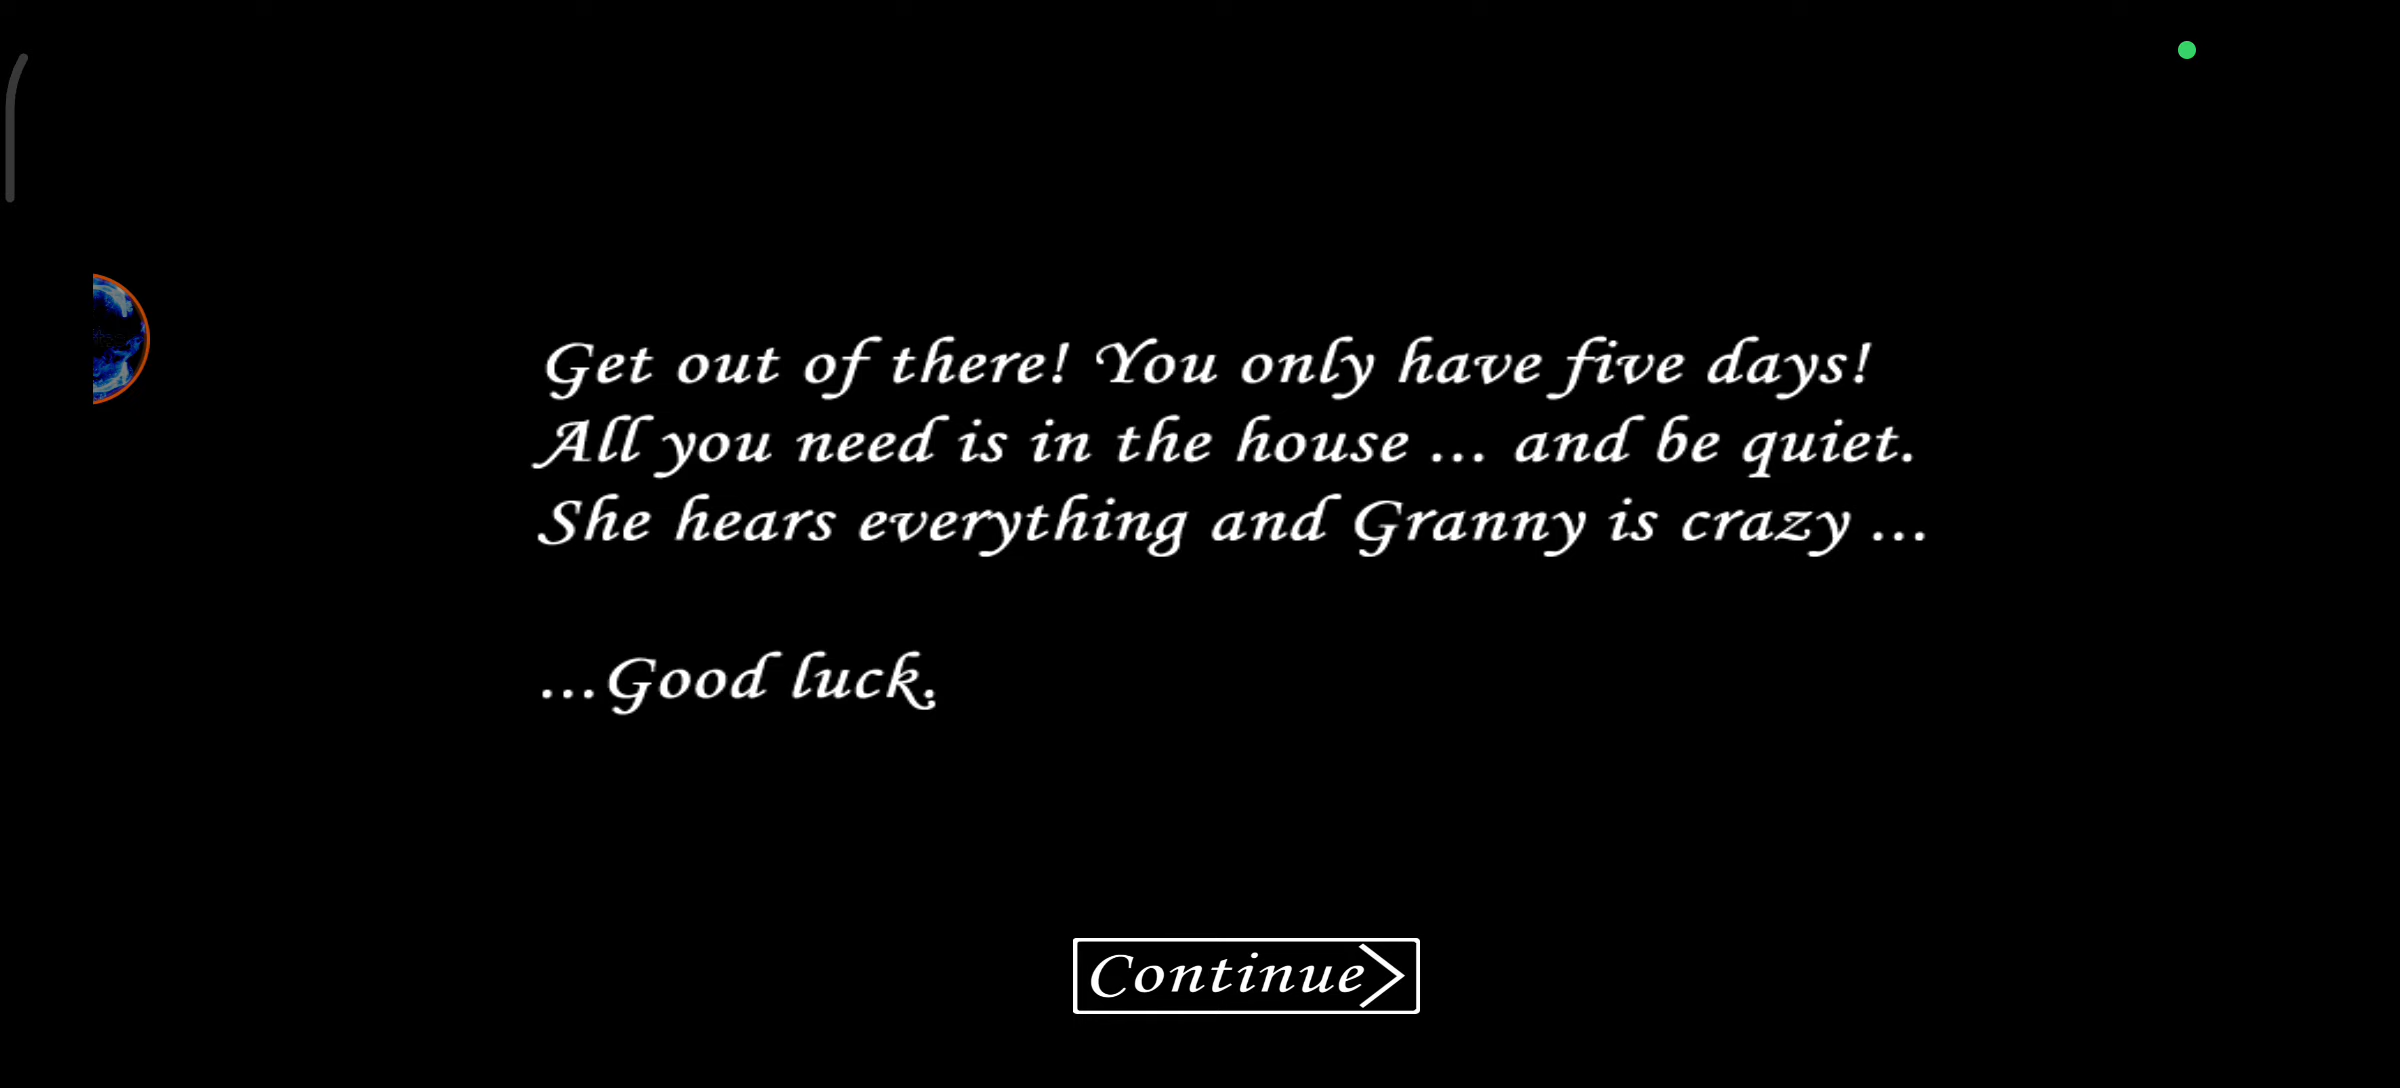 Get out of there! You only have five days!
All you need is in the house ... and be quiet.
She hears everything and Granny is crazy ...
...Good luck.
Continue